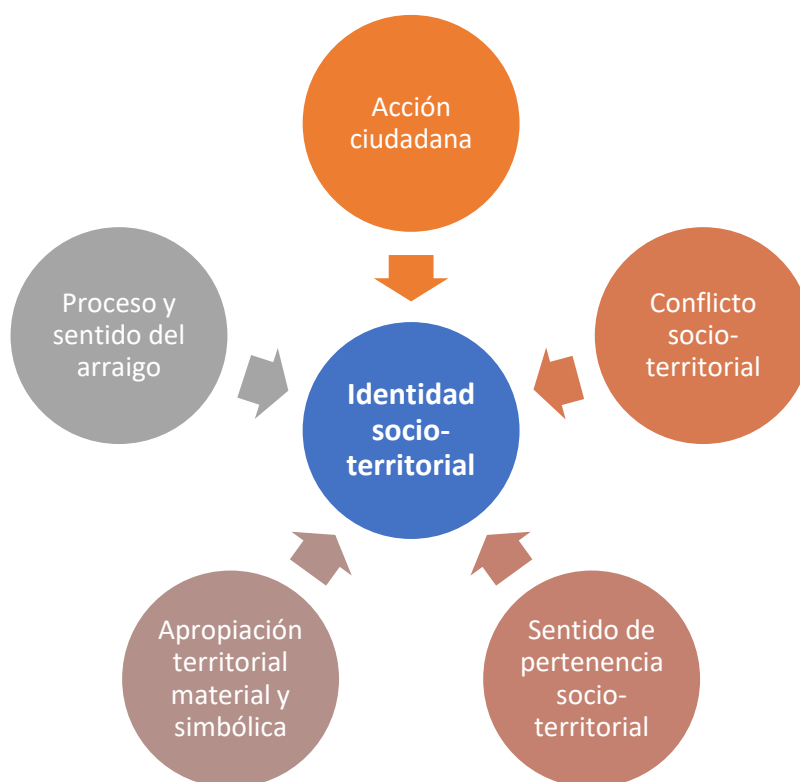 Acción
ciudadana
Proceso y
sentido del
arraigo
Conflicto
socio-
territorial
Identidad
socio-
territorial
Apropiación
territorial
material y
simbólica
Sentido de
pertenencia
socio-
territorial